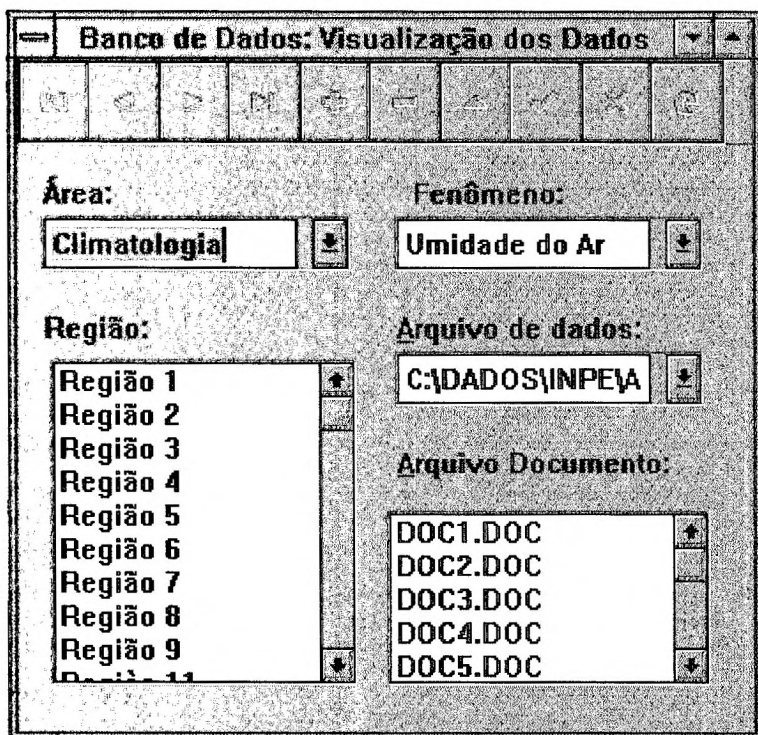 Banco de Dados: Visualização dos Dados
Área:
Climatologia
Fenômeno:
Umidade do Ar
Região:
Região 1
Região 2
Região 3
Região 4
Região 5
Região 6
Região 7
Região 8
Região 9
Arquivo de dados:
C:\DADOS\INPE\A
Arquivo Documento:
DOC1.DOC
DOC2.DOC
DOC3.DOC
DOC4.DOC
DOC5.DOC